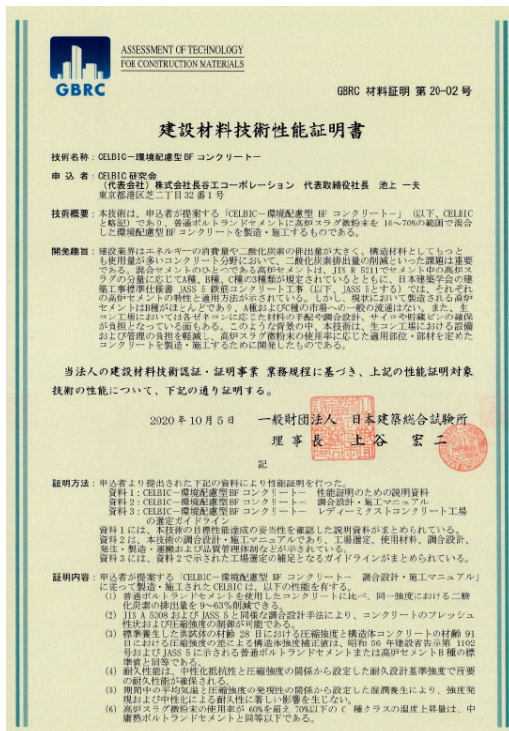 ASSESSMENT OF TECHNOLOGY
FOR CONSTRUCTION MATERIALS
GBRC
GBRC 材料証明 第 20-02 号
建設材料技術性能証明書
技術名称：CELBIC－環境配慮型 BF コンクリート－
申 込 者：CELBIC 研究会
（代表会社）株式会社長谷工コーポレーション 代表取締役社長 池上 一夫
東京都港区芝二丁目 32 番 1 号
技術概要：本技術は、申込者が提案する「CELBIC－環境配慮型 BF コンクリート－」（以下、CELBIC
と略記）であり、普通ポルトランドセメントに高炉スラグ微粉末を 10～70%の範囲で混合
した環境配慮型 BF コンクリートを製造・施工するものである。
開発趣旨：建設業界はエネルギーの消費量や二酸化炭素の排出量が大きく、構造材料としてもっと
も使用量が多いコンクリート分野において、二酸化炭素排出量の削減といった課題は重要
である。混合セメントのひとつである高炉セメントは、JIS R 5211でセメント中の高炉ス
ラグの分量に応じてA種、B種、C種の3種類が規定されているとともに、日本建築学会の建
築工事標準仕様書 JASS 5 鉄筋コンクリート工事（以下、JASS 5とする）では、それぞれ
の高炉セメントの特性と適用方法が示されている。しかし、現状において製造される高炉
セメントはB種がほとんどであり、A種およびC種の市場への一般の流通はない。また、生
コン工場においては各ゼネコンに応じた材料の手配や調合設計、サイロや貯蔵ビンの確保
が負担となっている面もある。このような背景の中、本技術は、生コン工場における設備
および管理の負担を軽減し、高炉スラグ微粉末の使用率に応じた適用部位・部材を定めた
コンクリートを製造・施工するために開発したものである。
当法人の建設材料技術認証・証明事業 業務規程に基づき、上記の性能証明対象
技術の性能について、下記の通り証明する。
2020 年 10 月 5 日 一般財団法人 日本建築総合試験所
理 事 長 上 谷 宏 二
記
証明方法：申込者より提出された下記の資料により性能証明を行った。
資料 1：CELBIC－環境配慮型BF コンクリート－ 性能証明のための説明資料
資料 2：CELBIC－環境配慮型BF コンクリート－ 調合設計・施工マニュアル
資料 3：CELBIC－環境配慮型BF コンクリート－ レディーミクストコンクリート工場
の選定ガイドライン
資料 1 には、本技術の目標性能達成の妥当性を確認した説明資料がまとめられている。
資料 2 は、本技術の調合設計・施工マニュアルであり、工場選定、使用材料、調合設計、
発注・製造・運搬および品質管理体制などが示されている。
資料 3 には、資料 2 で示された工場選定の補足となるガイドラインがまとめられている。
証明内容：申込者が提案する「CELBIC－環境配慮型 BF コンクリート－ 調合設計・施工マニュアル」
に従って製造・施工された CELBIC は、以下の性能を有する。
(1) 普通ポルトランドセメントを使用したコンクリートに比べ、同一強度における二酸
化炭素の排出量を 9～63%削減できる。
(2) JIS A 5308 および JASS 5 と同様な調合設計手法により、コンクリートのフレッシュ
性状および圧縮強度の制御が可能である。
(3) 標準養生した供試体の材齢 28 日における圧縮強度と構造体コンクリートの材齢 91
日における圧縮強度の差による構造体強度補正値は、昭和 56 年建設省告示第 1102
号および JASS 5 に示される普通ポルトランドセメントまたは高炉セメント B 種の標
準値と同等である。
(4) 耐久性能は、中性化抵抗性と圧縮強度の関係から設定した耐久設計基準強度で所要
の耐久性能が確保される。
(5) 期間中の平均気温と圧縮強度の発現性の関係から設定した湿潤養生により、強度発
現および中性化による耐久性に著しい影響を生じない。
(6) 高炉スラグ微粉末の使用率が 60%を超え 70%以下の C 種クラスの温度上昇量は、中
庸熱ポルトランドセメントと同等以下である。